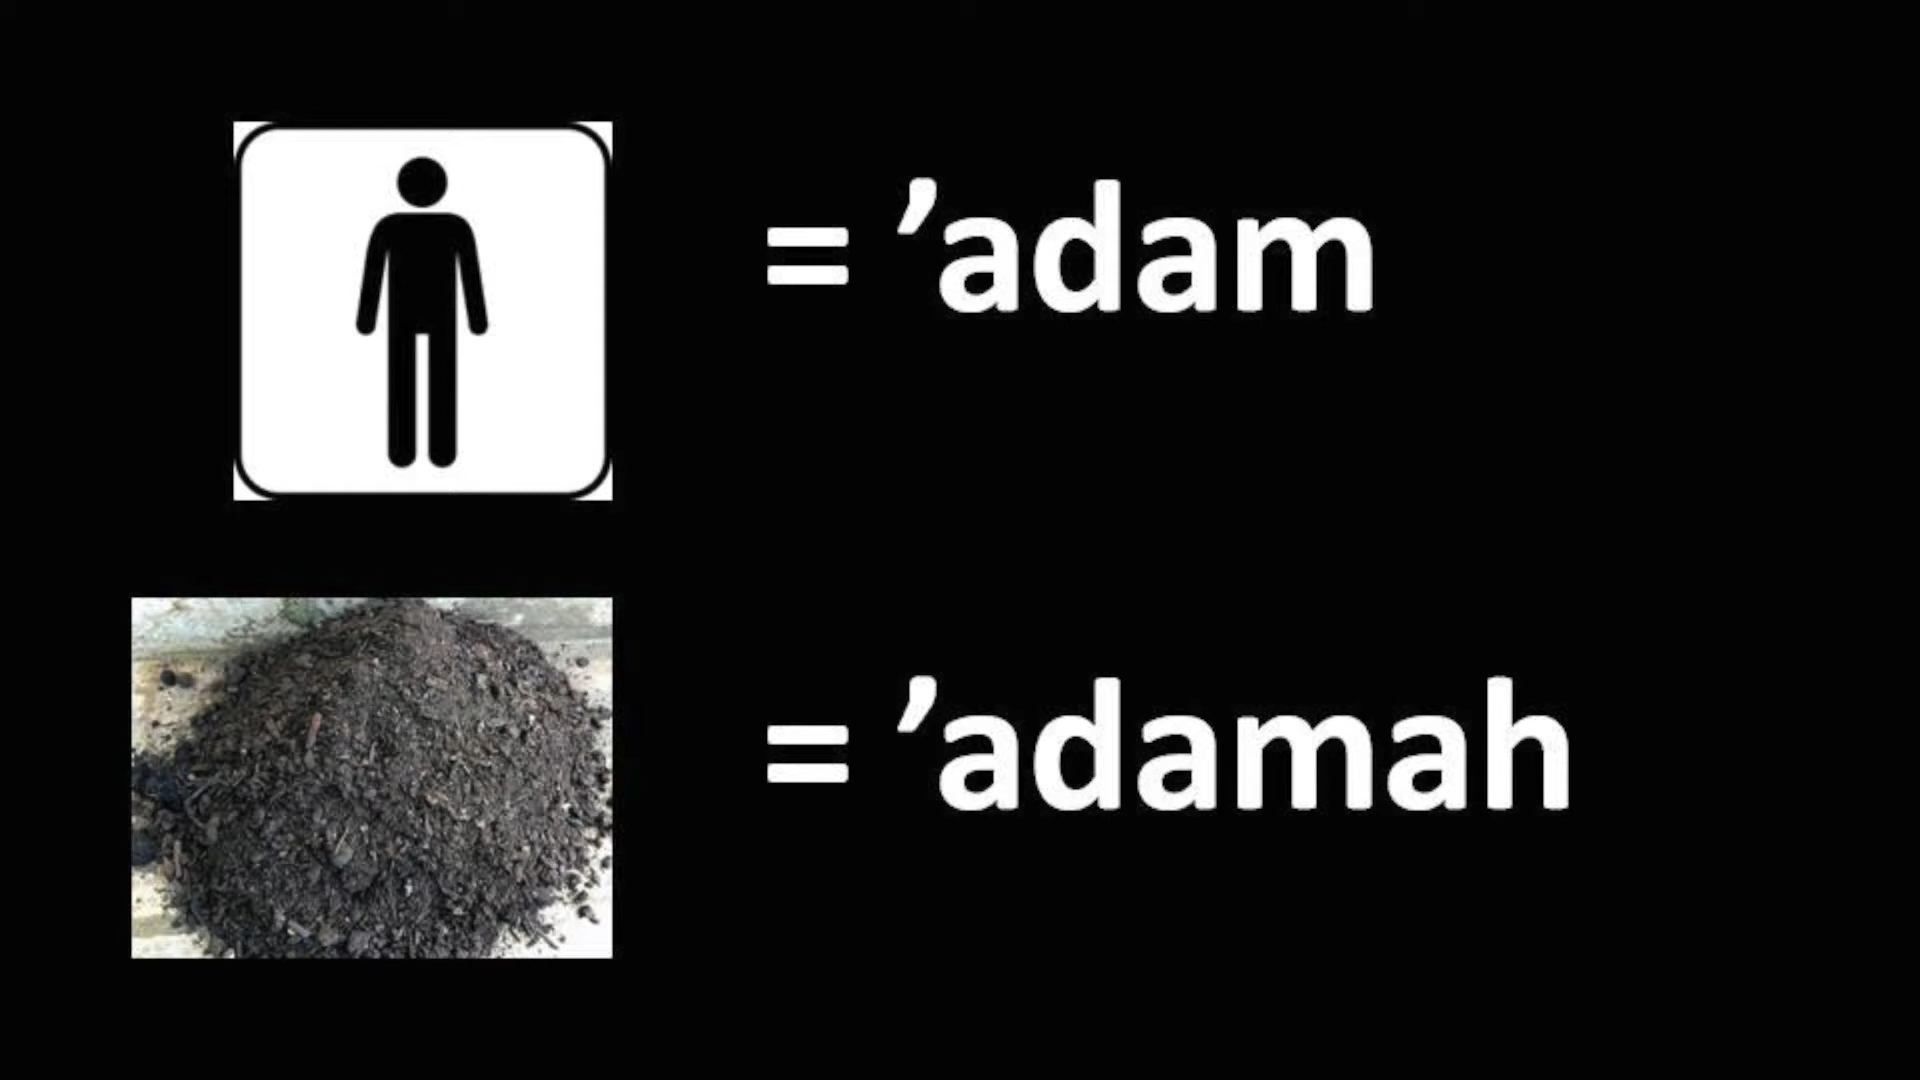 = ’adam
= ’adamah